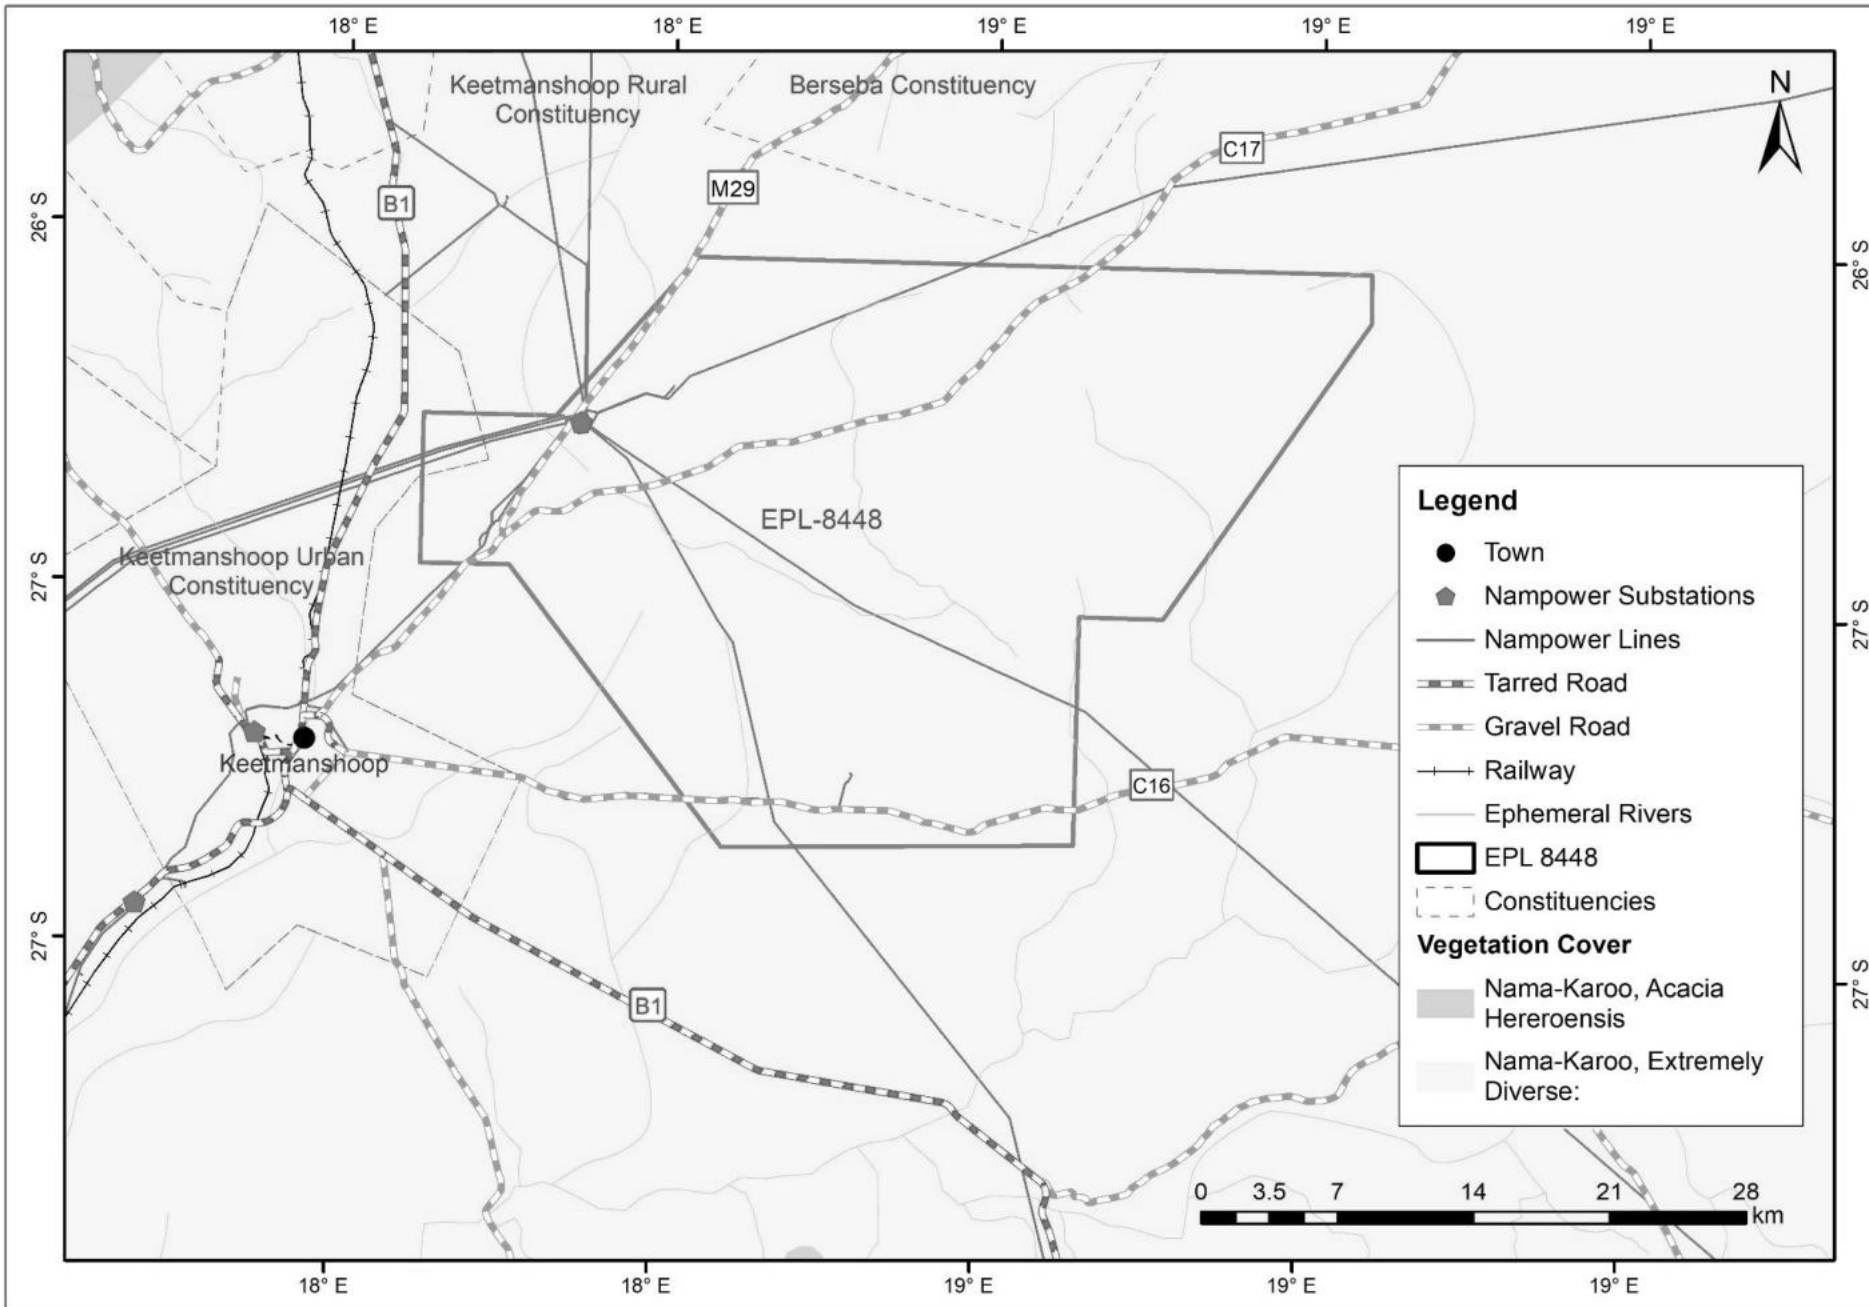 18° E
18° E
19° E
19° E
19° E
Keetmanshoop Rural
Constituency
Berseba Constituency
N
C17
M29
B1
26° S
26° S
EPL-8448
Keetmanshoop Urban
Constituency
27° S
27° S
Keetmanshoop
C16
27° S
27° S
B1
Legend
Town
Nampower Substations
Nampower Lines
Tarred Road
Gravel Road
Railway
Ephemeral Rivers
EPL 8448
Constituencies
Vegetation Cover
Nama-Karoo, Acacia
Hereroensis
Nama-Karoo, Extremely
Diverse:
0 3.5 7 14 21 28
km
18° E
18° E
19° E
19° E
19° E